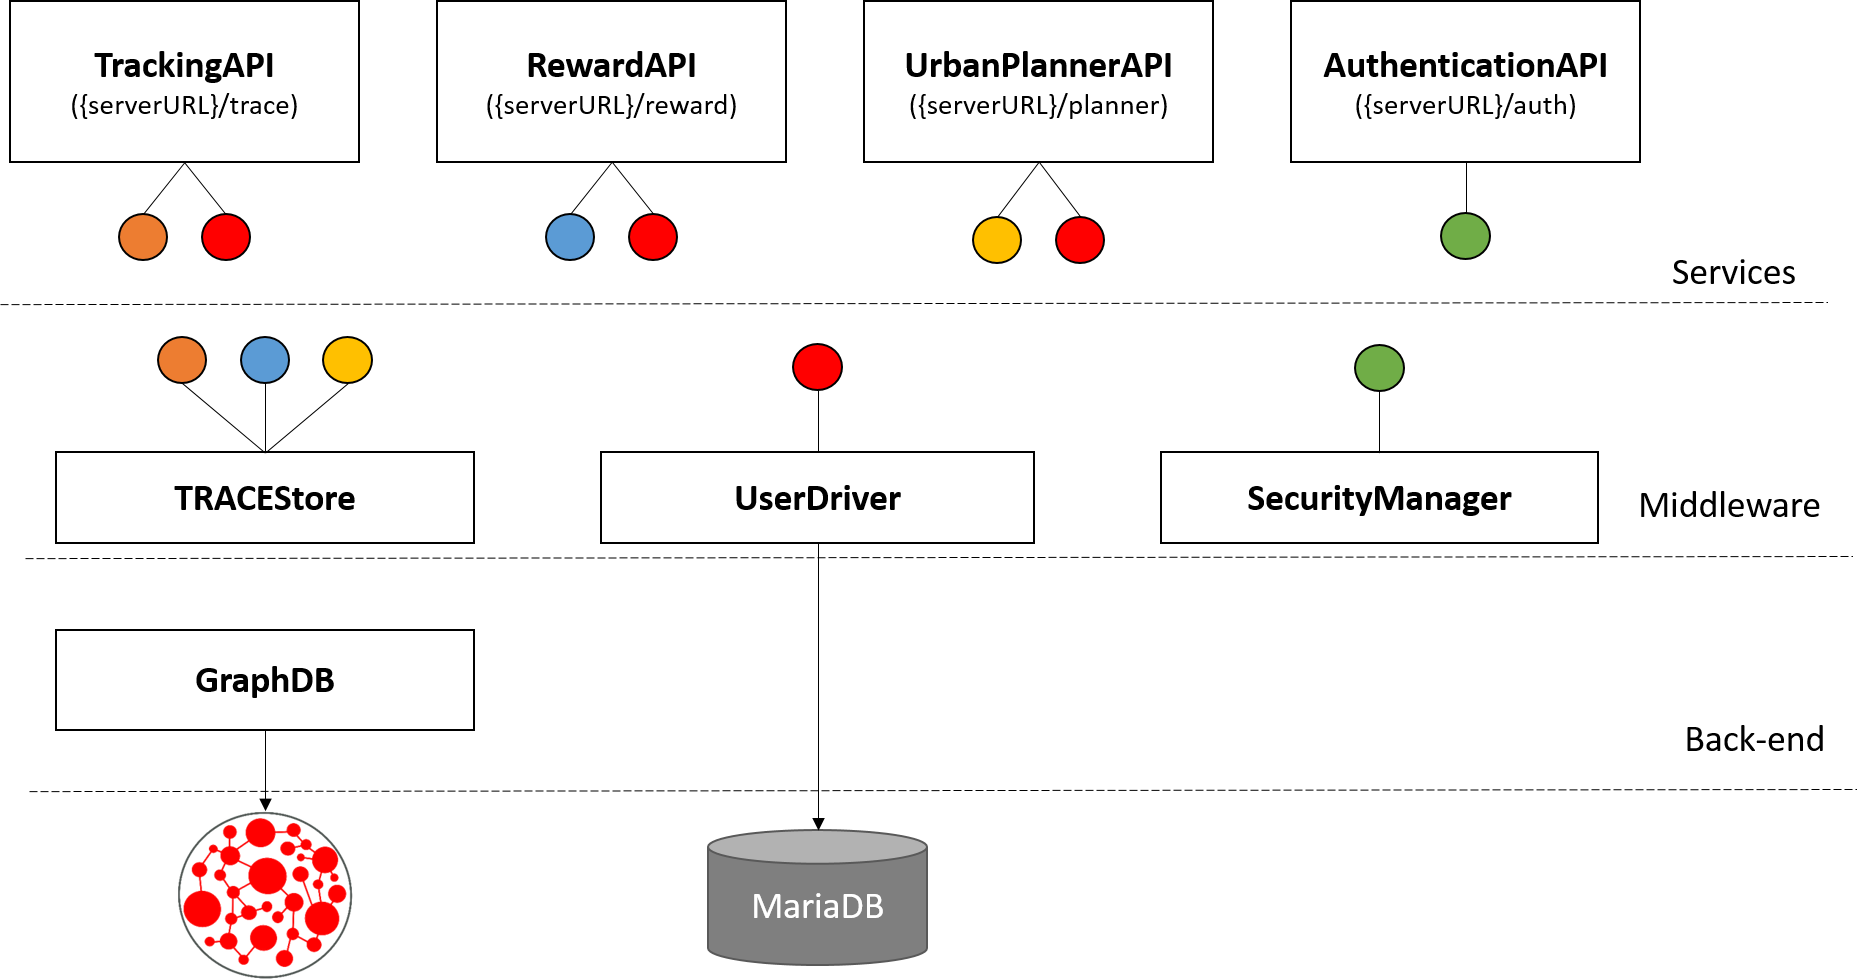 TrackingAPI
({serverURL}/trace)
RewardAPI
({serverURL}/reward)
UrbanPlannerAPI
({serverURL}/planner)
AuthenticationAPI
({serverURL}/auth)
Services
TRACEStore
UserDriver
SecurityManager
Middleware
GraphDB
Back-end
MariaDB